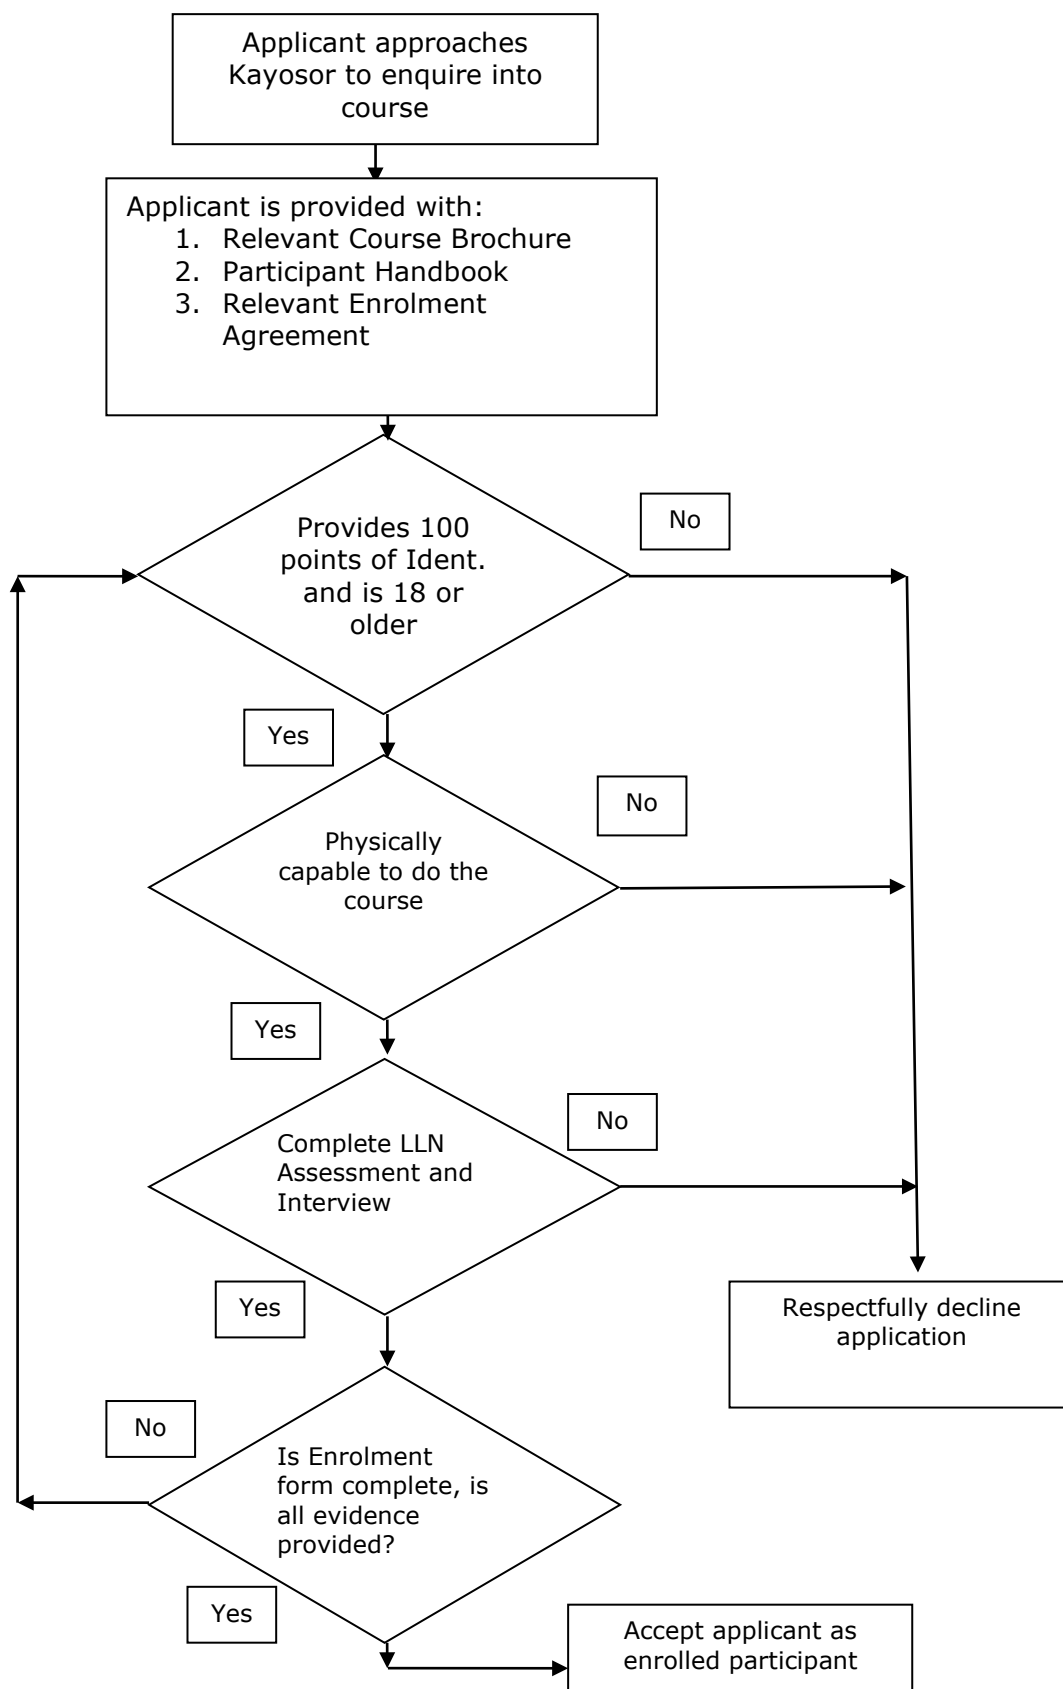 Applicant approaches
Kayosor to enquire into
course
Applicant is provided with:
1. Relevant Course Brochure
2. Participant Handbook
3. Relevant Enrolment
Agreement
No
Provides 100
points of Ident.
and is 18 or
older
Yes
No
Physically
capable to do the
course
Yes
No
Complete LLN
Assessment and
Interview
Yes
Respectfully decline
application
No
Is Enrolment
form complete, is
all evidence
provided?
Yes
Accept applicant as
enrolled participant